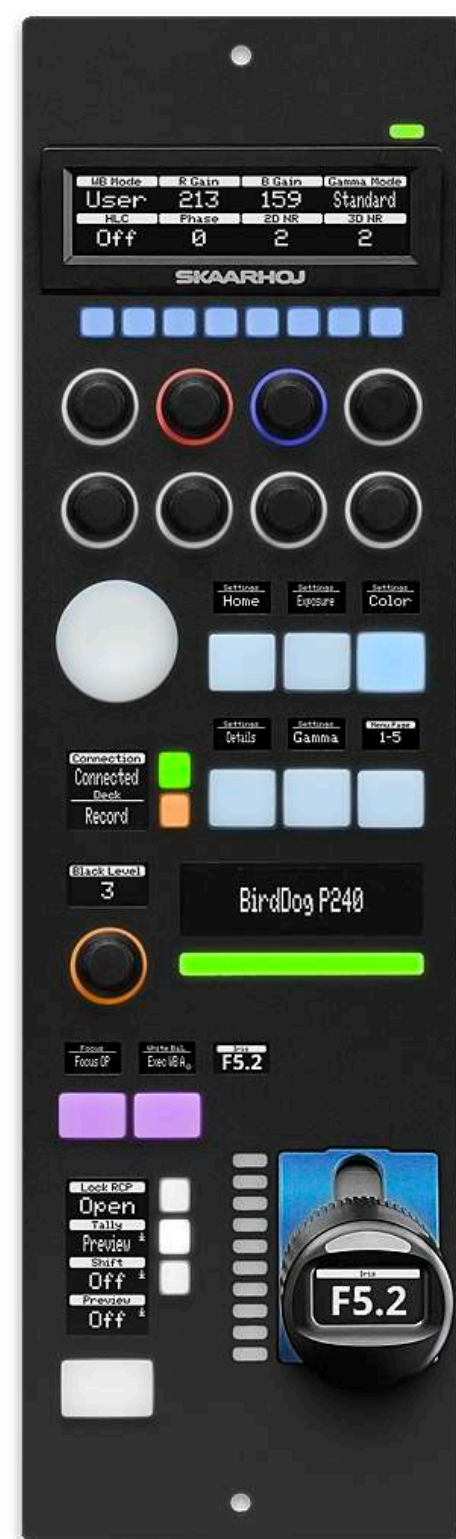 WB Mode R Gain B Gain Gamma Mode
User 213 159 Standard
HLC Phase 2D NR 3D NR
Off 0 2 2
SKAARHOJ
Settings Settings Settings
Home Exposure Color
Settings Settings Menu Page
Details Gamma 1-5
Connection
Connected
Deck
Record
Black Level
3
BirdDog P240
Focus White Bal. Iris
Focus OP Exec WB A F5.2
Lock RCP
Open
Tally
Preview
Shift
Off
Preview
Off
Iris
F5.2